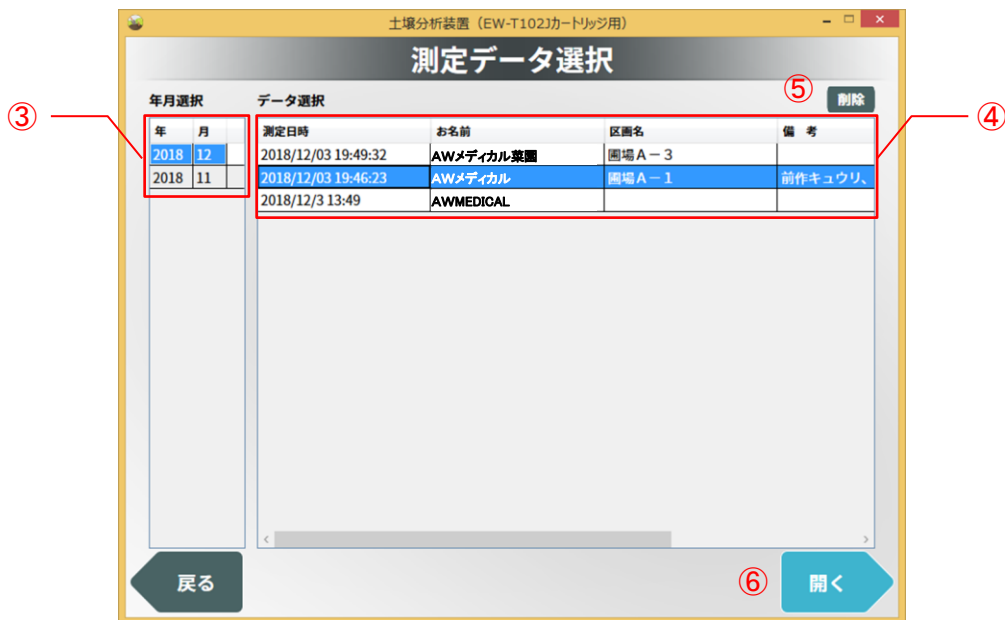 土壌分析装置（EW-T102Jカートリッジ用）
測定データ選択
⑤
年月選択 データ選択 削除
③
④
年 月 測定日時 お名前 区画名 備 考
2018 12 2018/12/03 19:49:32 AWメディカル菜園 圃場A－3
2018 11 2018/12/03 19:46:23 AWメディカル 圃場A－1 前作キュウリ、
2018/12/3 13:49 AWMEDICAL
戻る ⑥ 開く